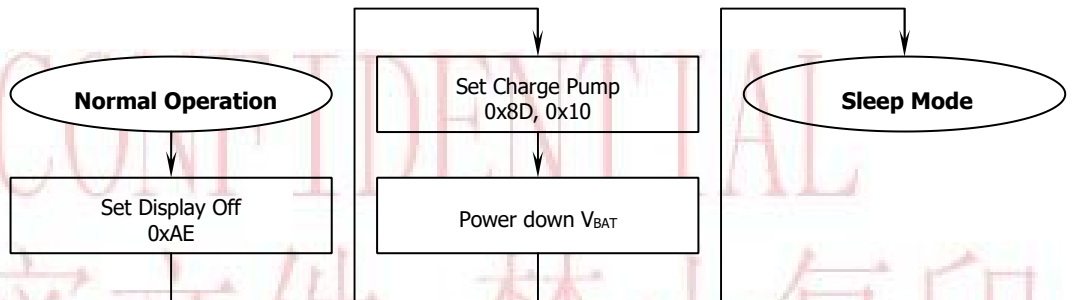 Normal Operation
Set Display Off
0xAE
Set Charge Pump
0x8D, 0x10
Power down VBAT
Sleep Mode
CONFIDENTIAL